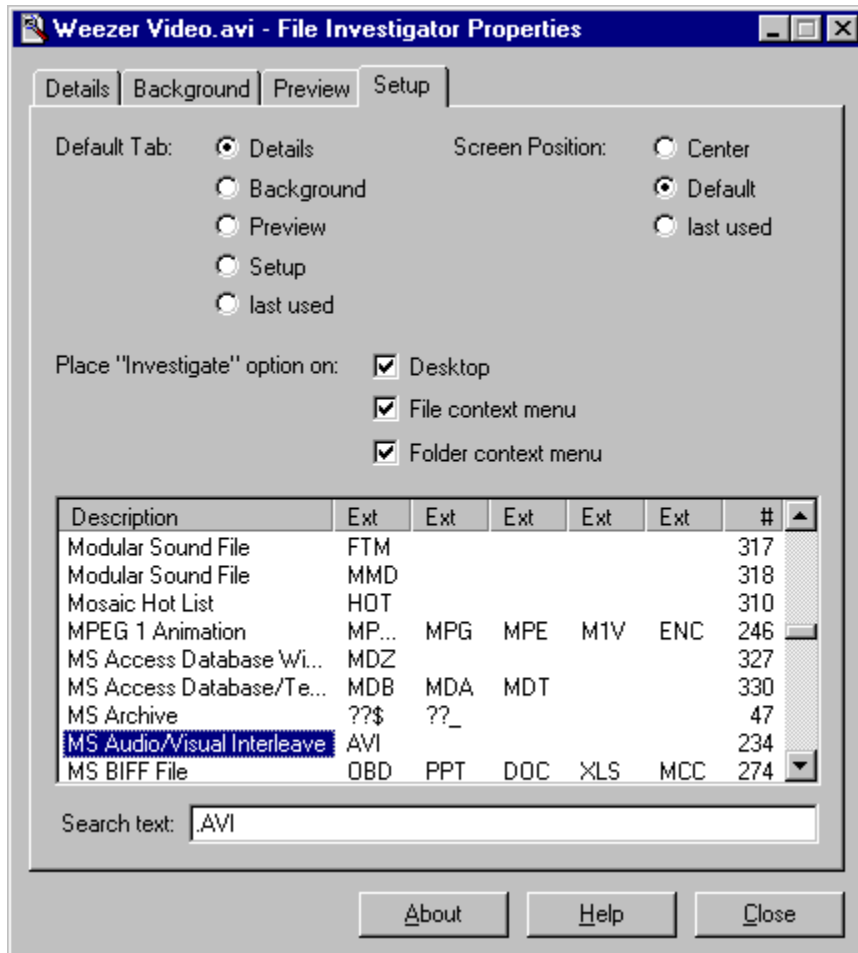 Weezer Video.avi - File Investigator Properties
Details Background Preview Setup
Default Tab: Details Screen Position: Center
Background Default
Preview last used
Setup
last used
Place "Investigate" option on: Desktop
File context menu
Folder context menu
Description Ext Ext Ext Ext Ext #
Modular Sound File FTM 317
Modular Sound File MMD 318
Mosaic Hot List HOT 310
MPEG 1 Animation MP... MPG MPE M1V ENC 246
MS Access Database Wi... MDZ 327
MS Access Database/Te... MDB MDA MDT 330
MS Archive ??$ ??_ 47
MS Audio/Visual Interleave AVI 234
MS BIFF File OBD PPT DOC XLS MCC 274
Search text: .AVI
About Help Close